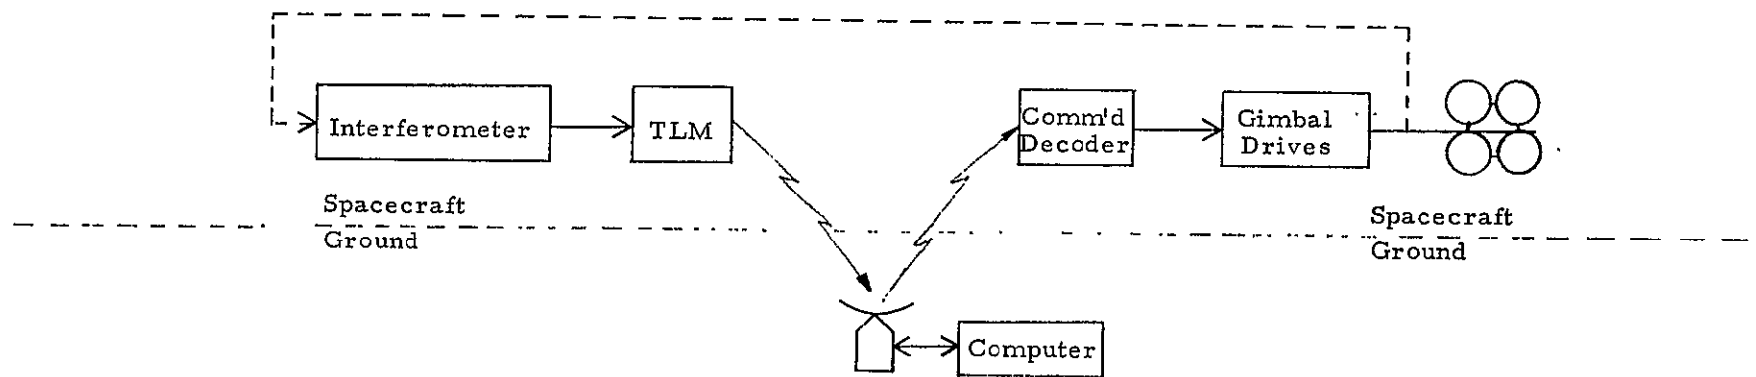 Interferometer
TLM
Comm'd
Decoder
Gimbal
Drives
Spacecraft
Ground
Spacecraft
Ground
Computer